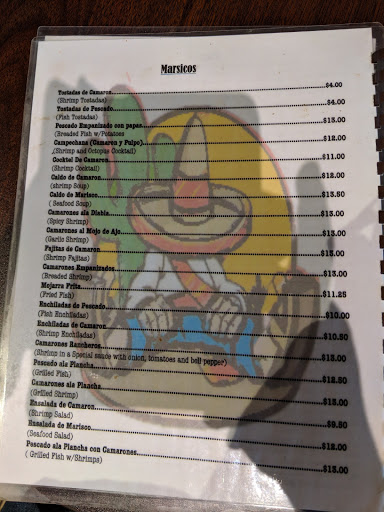 Marsicos
Tostadas de Camaron $4.00
(Shrimp Tostadas)
Tostadas de Pescado $4.00
(Fish Tostadas)
Pescado Empanizado con papas $13.00
(Breaded Fish w/Potatoes
Campechana (Camaron y Pulpo) $12.00
(Shrimp and Octopus Cocktail)
Cocktel De Camaron $11.00
(Shrimp Cocktail)
Caldo de Camaron $12.00
(shrimp Soup)
Caldo de Marisco $13.50
( Seafood Soup)
Camarones ala Diabla $13.00
(Spicy Shrimp)
Camarones al Mojo de Ajo $13.00
(Garlic Shrimp)
Fajitas de Camaron $15.00
(Shrimp Fajitas)
Camarones Empanizados $13.00
(Breaded Shrimp)
Mojarra Frita $11.25
(Fried Fish)
Enchiladas de Pescado $10.00
(Fish Enchiladas)
Enchiladas de Camaron $10.50
(Shrimp Enchiladas)
Camarones Rancheros $13.00
(Shrimp in a Special sauce with onion, tomatoes and bell pepper)
Pescado ala Plancha $12.50
(Grilled Fish)
Camarones ala Plancha $13.00
(Grilled Shrimp)
Ensalada de Camaron $9.50
(Shrimp Salad)
Ensalada de Marisco $12.00
(Seafood Salad)
Pescado ala Plancha con Camarones $15.00
( Grilled Fish w/Shrimps)